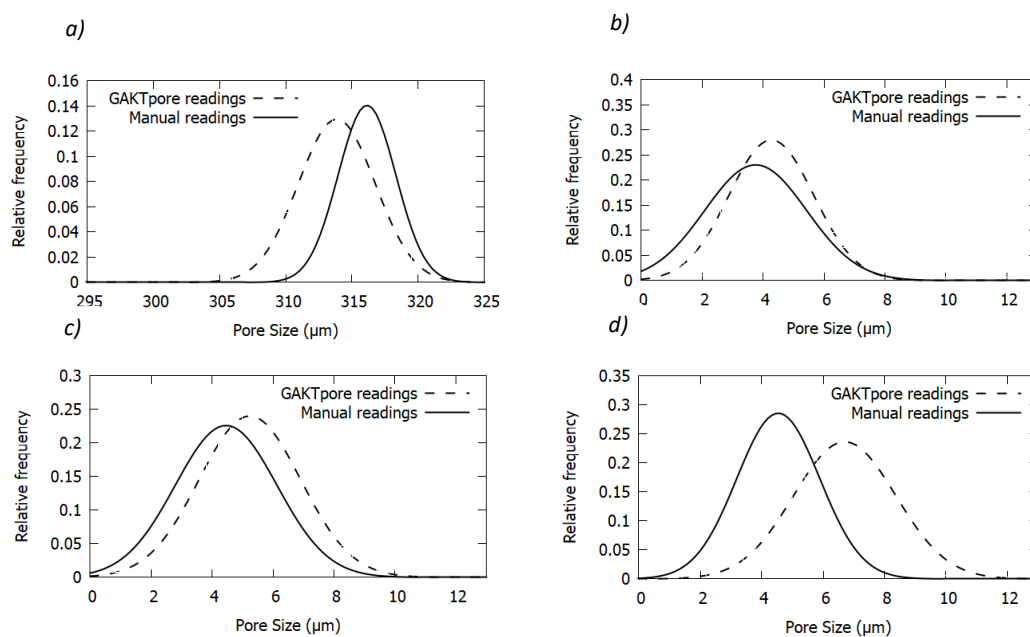 a)
0.16
0.14
0.12
0.1
0.08
0.06
0.04
0.02
0
Relative frequency
GAKTpore readings
Manual readings
295 300 305 310 315 320 325
Pore Size (µm)
b)
0.4
0.35
0.3
0.25
0.2
0.15
0.1
0.05
0
Relative frequency
GAKTpore readings
Manual readings
0 2 4 6 8 10 12
Pore Size (µm)
c)
0.3
0.25
0.2
0.15
0.1
0.05
0
Relative frequency
GAKTpore readings
Manual readings
0 2 4 6 8 10 12
Pore Size (µm)
d)
0.35
0.3
0.25
0.2
0.15
0.1
0.05
0
Relative frequency
GAKTpore readings
Manual readings
0 2 4 6 8 10 12
Pore Size (µm)